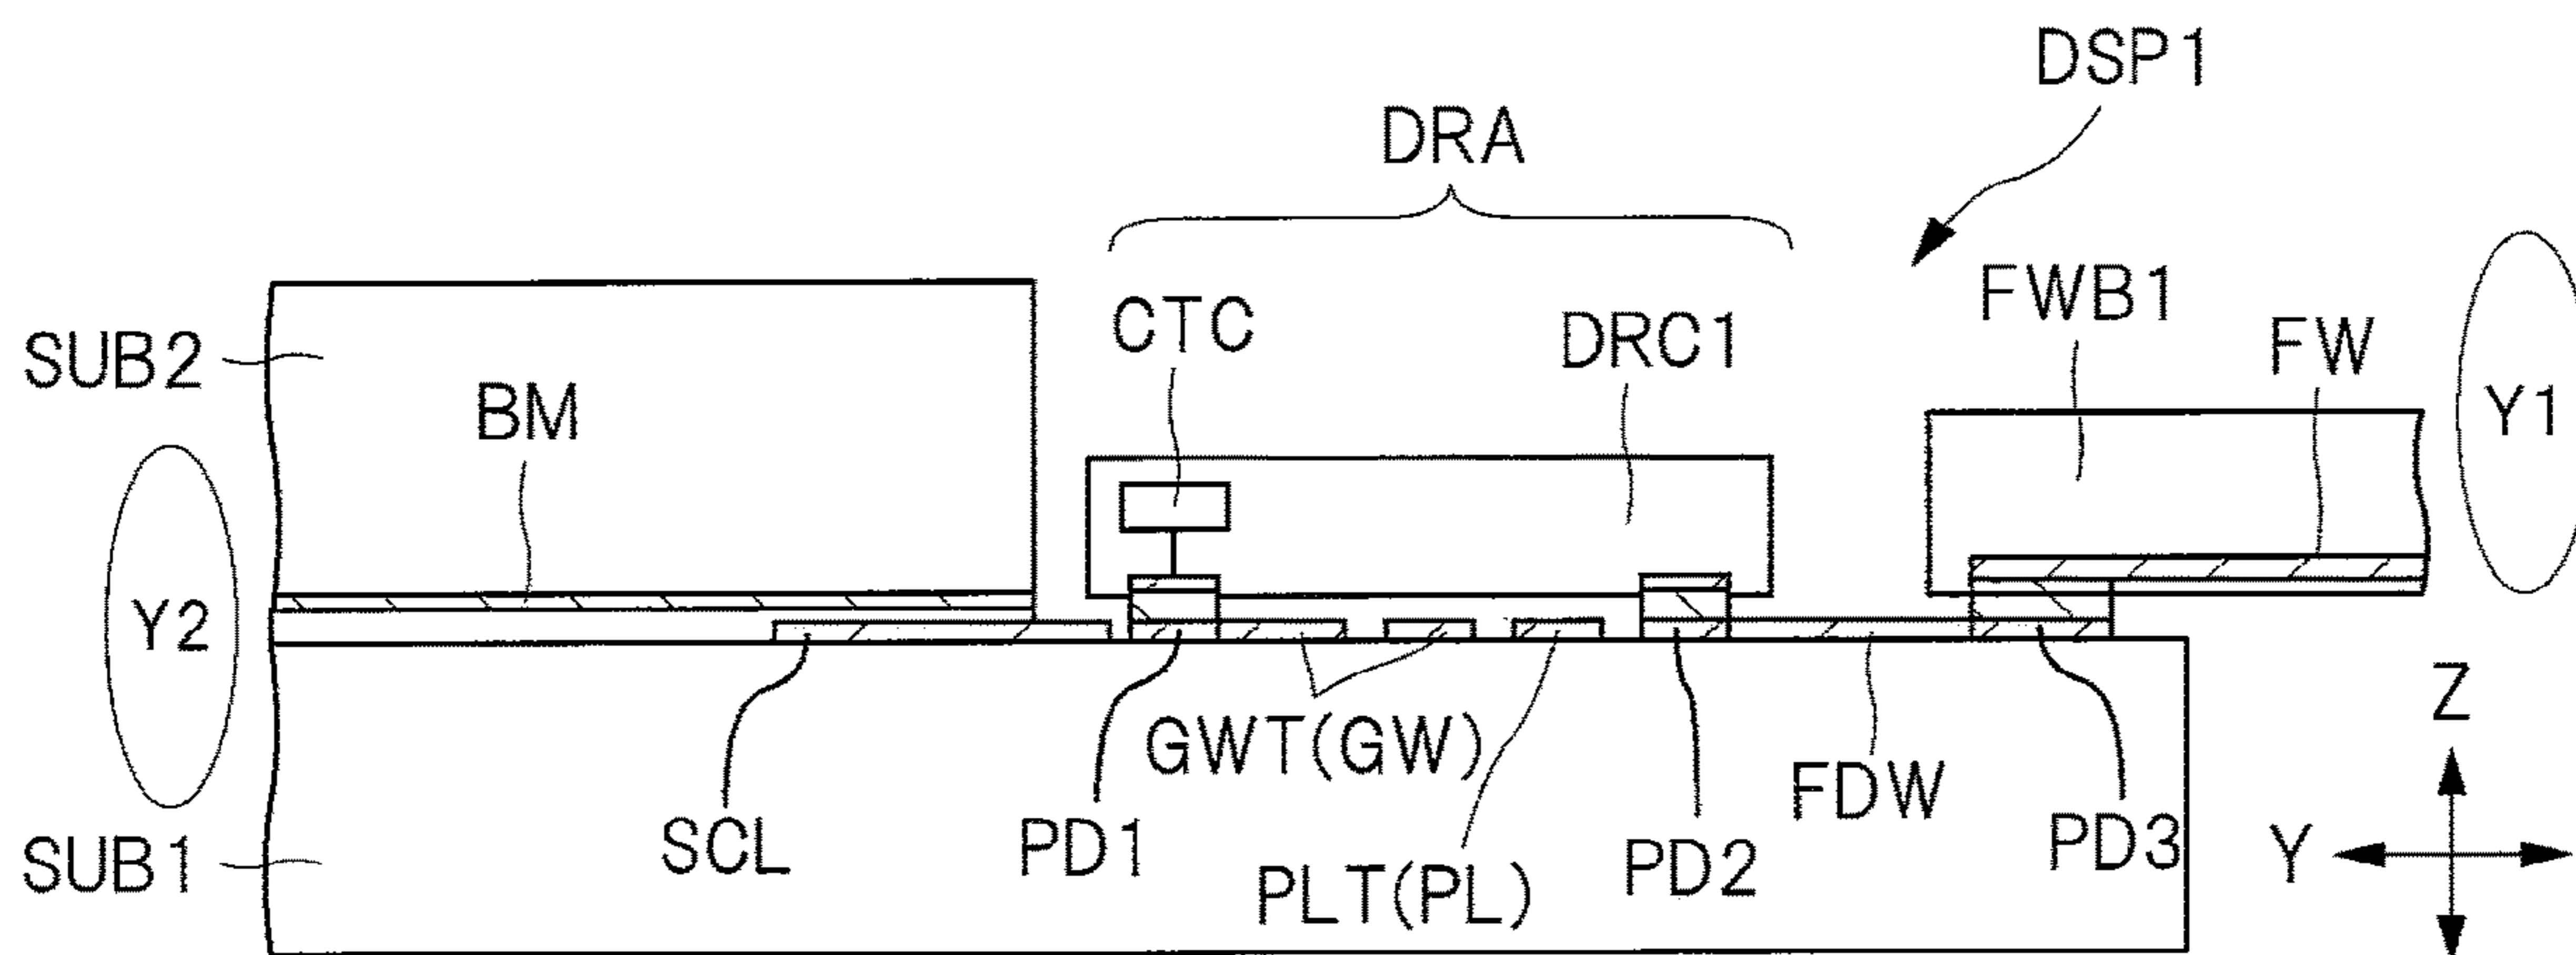 DSP1
DRA
FWB1
CTC
DRC1
FW
SUB2
BM
Y1
Y2
Z
GWT(GW)
FDW
SCL
PD1
PD2
PD3
Y
SUB1
PLT(PL)